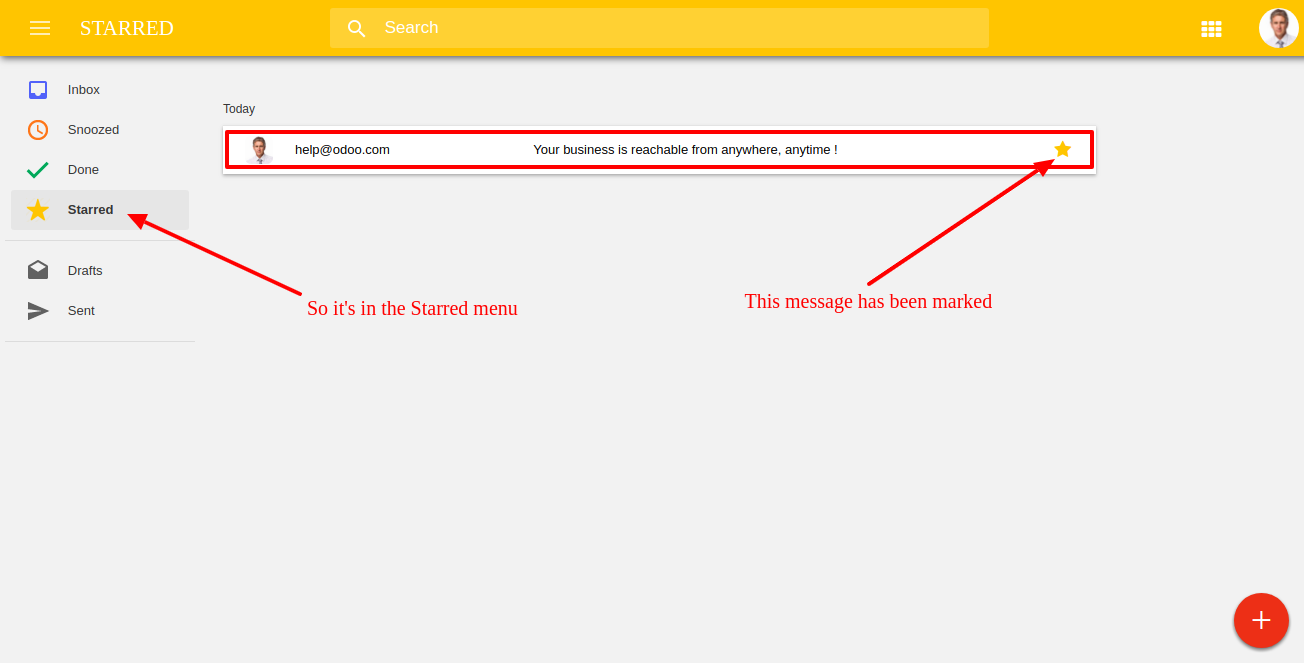 STARRED
Search
Inbox
Snoozed
Done
Starred
Drafts
Sent
Today
help@odoo.com Your business is reachable from anywhere, anytime !
So it's in the Starred menu
This message has been marked